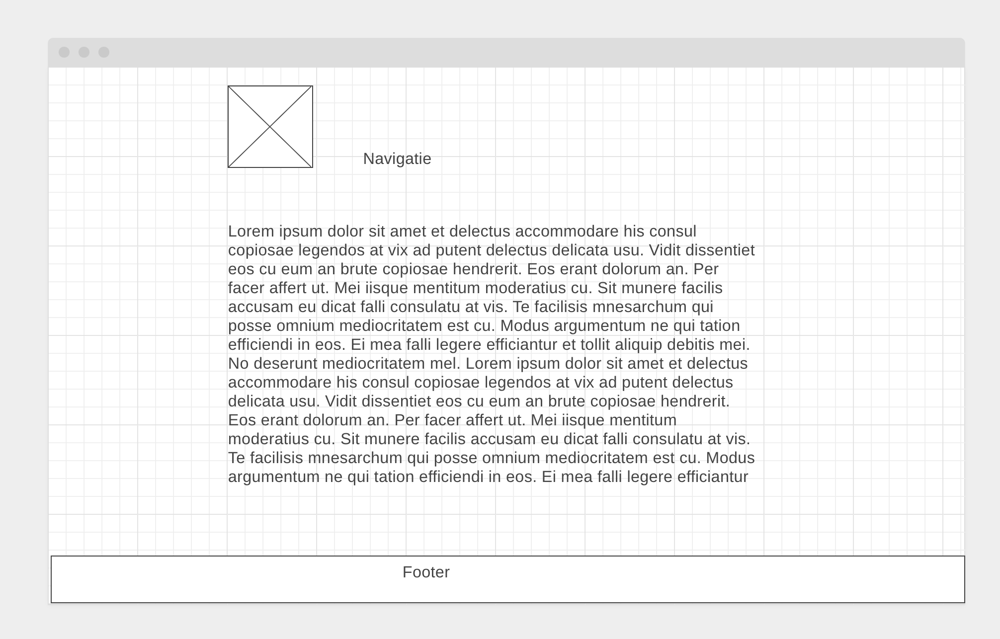 Navigatie
Lorem ipsum dolor sit amet et delectus accommodare his consul
copiosae legendos at vix ad putent delectus delicata usu. Vidit dissentiet
eos cu eum an brute copiosae hendrerit. Eos erant dolorum an. Per
facer affert ut. Mei iisque mentitum moderatius cu. Sit munere facilis
accusam eu dicat falli consulatu at vis. Te facilisis mnesarchum qui
posse omnium mediocritatem est cu. Modus argumentum ne qui tation
efficiendi in eos. Ei mea falli legere efficiantur et tollit aliquip debitis mei.
No deserunt mediocritatem mel. Lorem ipsum dolor sit amet et delectus
accommodare his consul copiosae legendos at vix ad putent delectus
delicata usu. Vidit dissentiet eos cu eum an brute copiosae hendrerit.
Eos erant dolorum an. Per facer affert ut. Mei iisque mentitum
moderatius cu. Sit munere facilis accusam eu dicat falli consulatu at vis.
Te facilisis mnesarchum qui posse omnium mediocritatem est cu. Modus
argumentum ne qui tation efficiendi in eos. Ei mea falli legere efficiantur
Footer